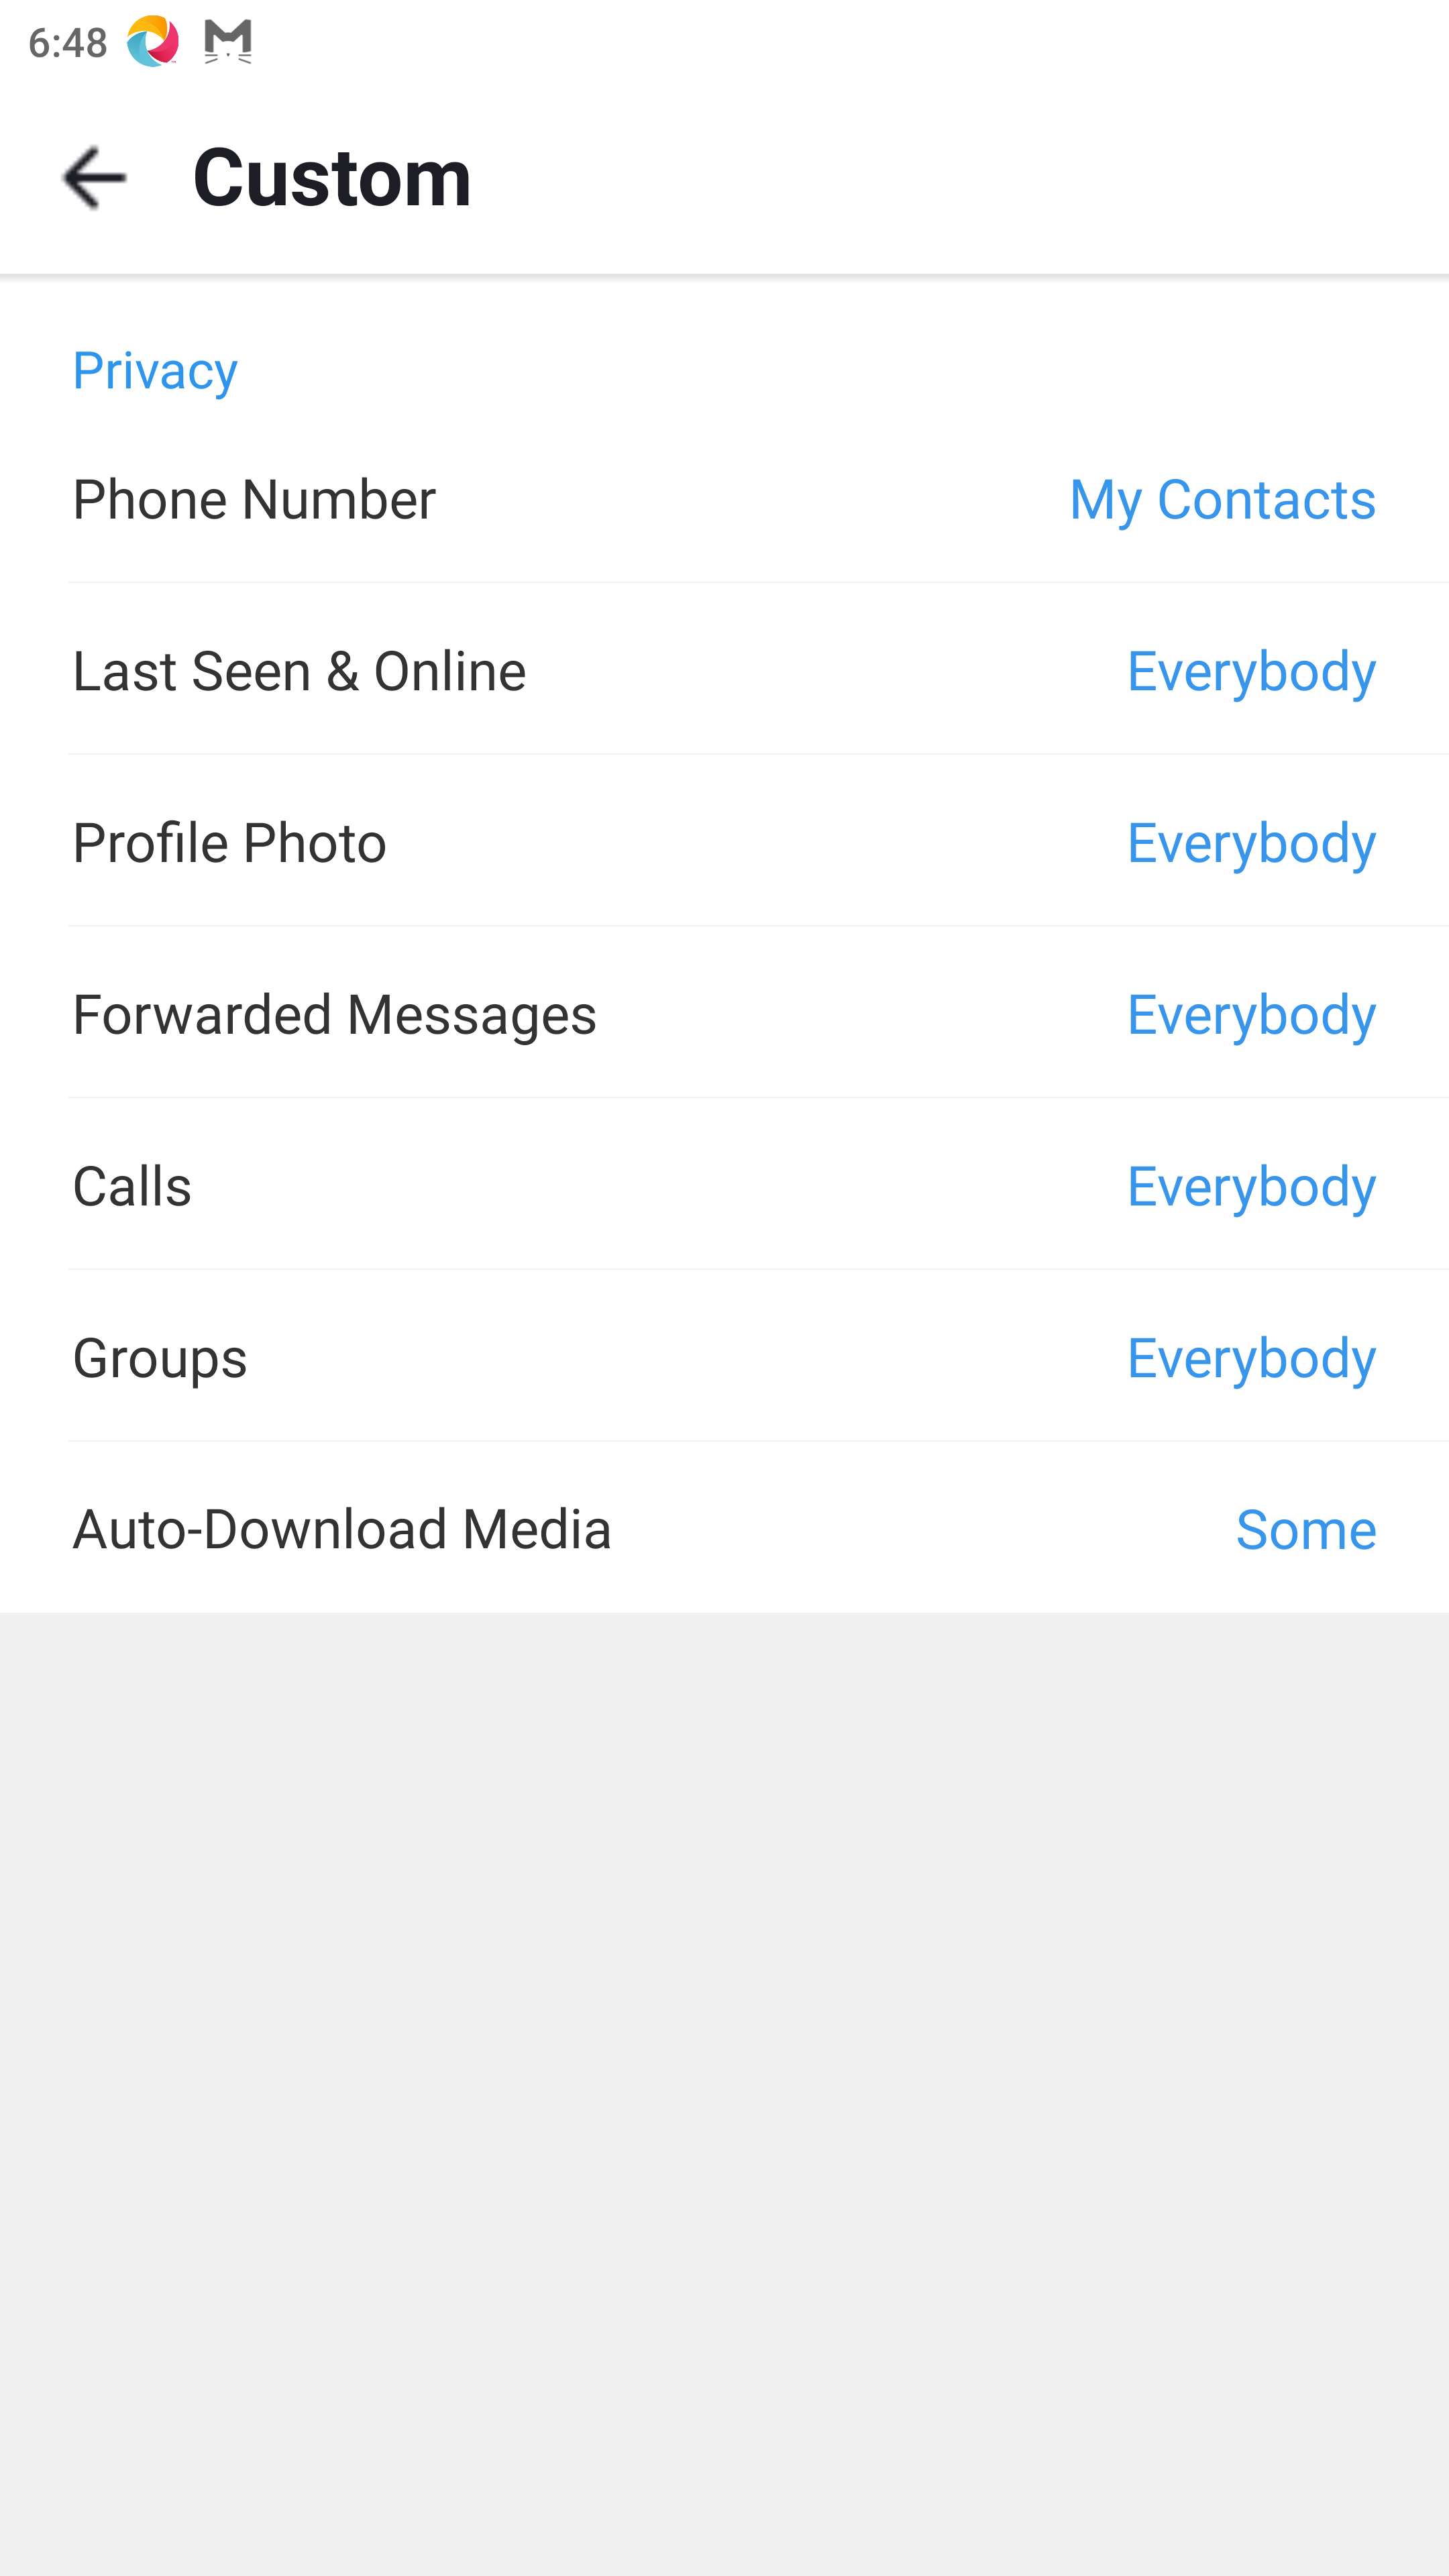 6:48
Custom
Privacy
Phone Number My Contacts
Last Seen & Online Everybody
Profile Photo Everybody
Forwarded Messages Everybody
Calls Everybody
Groups Everybody
Auto-Download Media Some